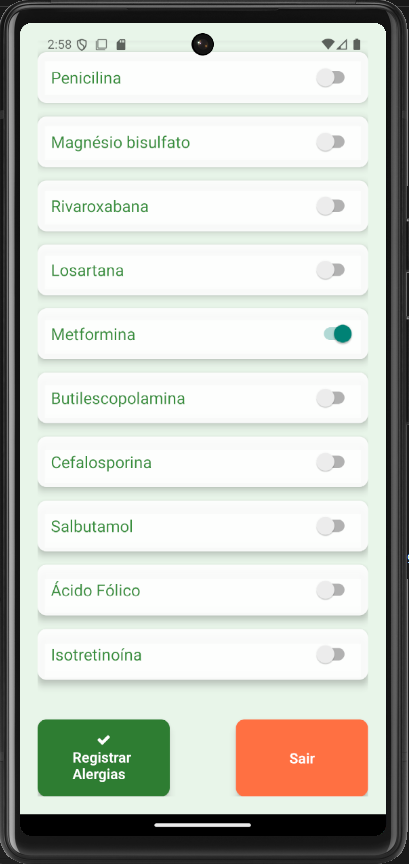 2:58
Penicilina
Magnésio bisulfato
Rivaroxabana
Losartana
Metformina
Butilescopolamina
Cefalosporina
Salbutamol
Ácido Fólico
Isotretinoína
Registrar
Alergias
Sair